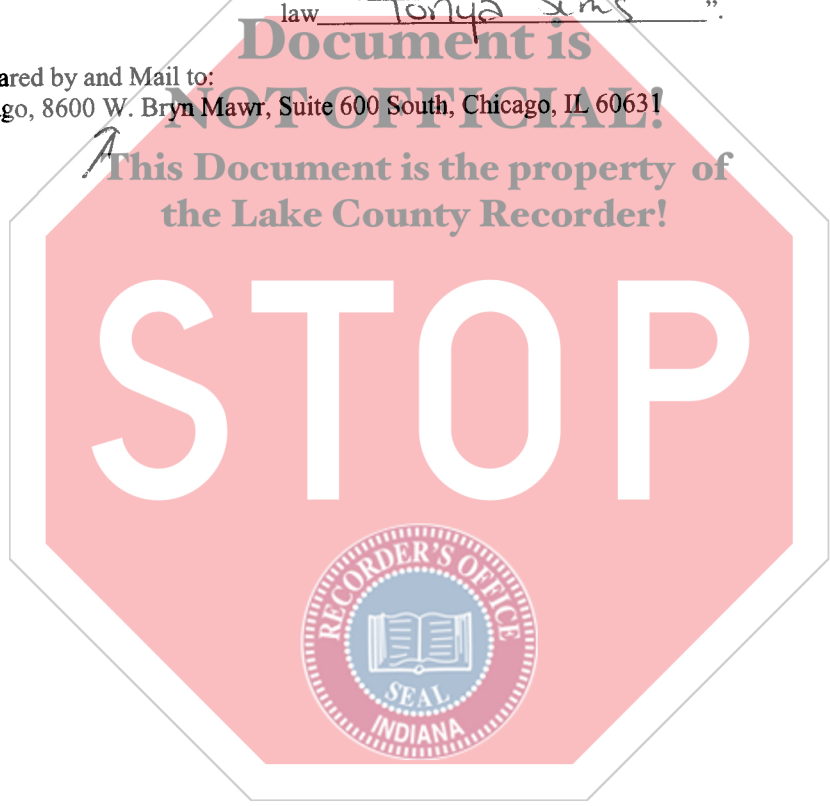 law Tonya Sims ”.
Document is
ared by and Mail to:
go, 8600 W. Bryn Mawr, Suite 600 South, Chicago, IL 60631
NOT OFFICIAL!
This Document is the property of
the Lake County Recorder!
STOP
RECORDER'S OFFICE
SEAL
INDIANA